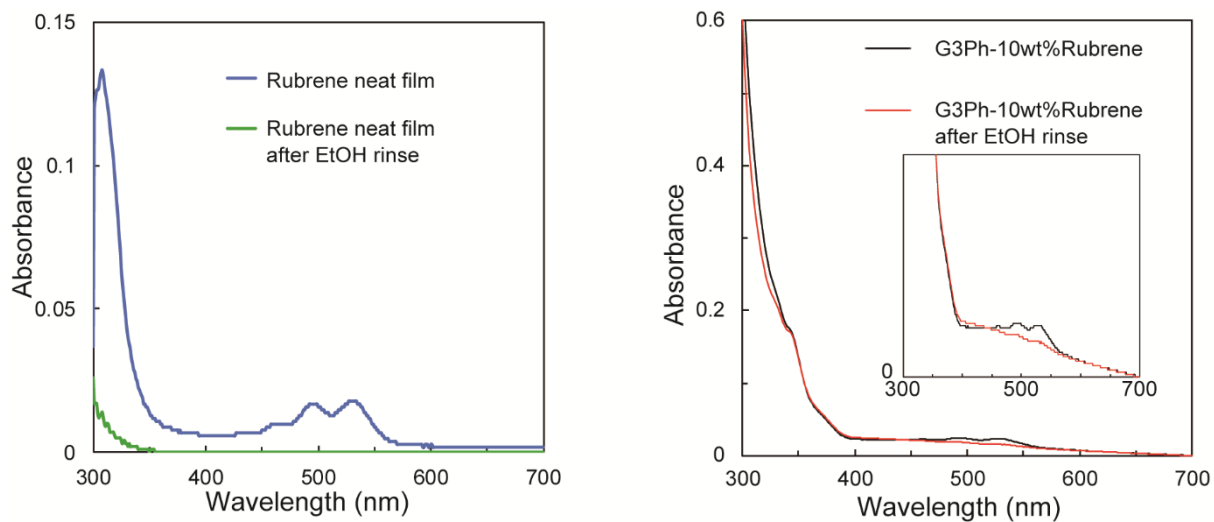 0.15
0.1
0.05
0
Absorbance
Rubrene neat film
Rubrene neat film
after EtOH rinse
300
400
500
600
700
Wavelength (nm)
0.6
0.4
0.2
0
Absorbance
G3Ph-10wt%Rubrene
G3Ph-10wt%Rubrene
after EtOH rinse
0
300
500
700
300
400
500
600
700
Wavelength (nm)